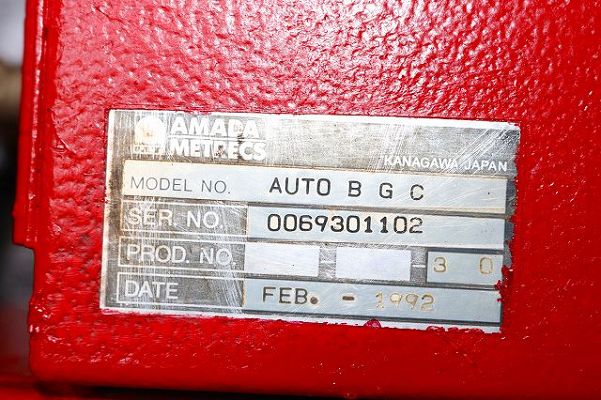 AMADA
METRECS
KANAGAWA JAPAN
MODEL NO. AUTO B G C
SER. NO. 0069301102
PROD. NO. - 3 0
DATE FEB. - 1992